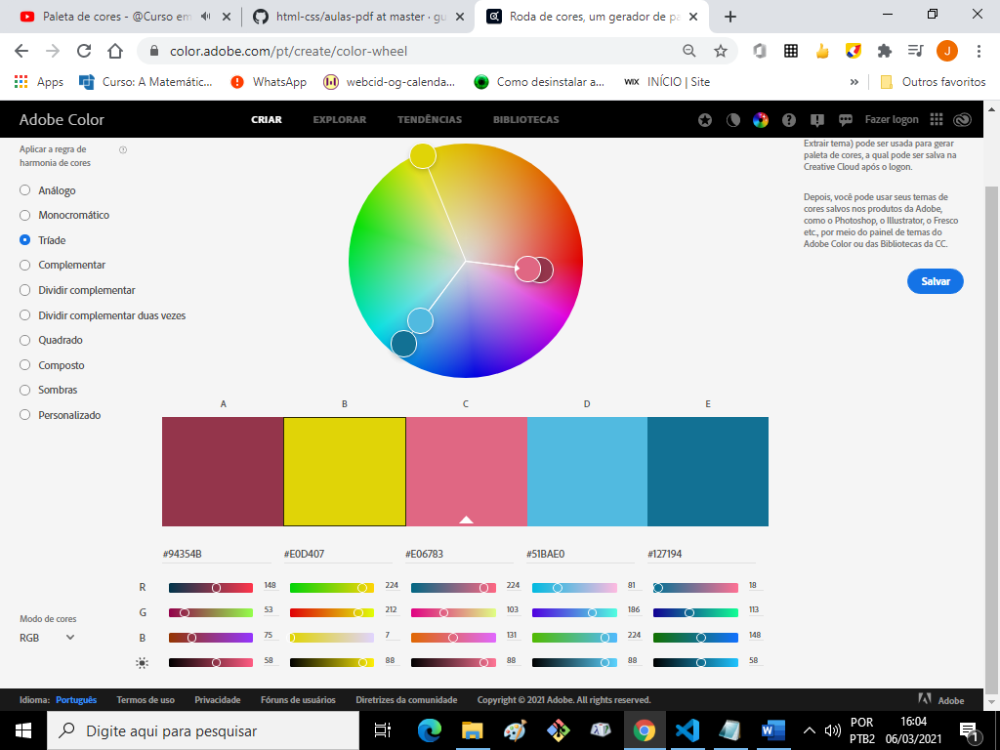 Paleta de cores - @Curso em
html-css/aulas-pdf at master · gu
Roda de cores, um gerador de pa
color.adobe.com/pt/create/color-wheel
J
Apps
Curso: A Matemátic...
WhatsApp
webcid-og-calenda...
Como desinstalar o...
WIX
INÍCIO | Site
»
Outros favoritos
Adobe Color
CRIAR
EXPLORAR
TENDÊNCIAS
BIBLIOTECAS
Fazer logon
Aplicar a regra de
harmonia de cores
Análogo
Monocromático
Tríade
Complementar
Dividir complementar
Dividir complementar duas vezes
Quadrado
Composto
Sombras
Personalizado
Extrair tema) pode ser usada para gerar
paleta de cores, a qual pode ser salva na
Creative Cloud após o logon.
Depois, você pode usar seus temas de
cores salvos nos produtos da Adobe,
como o Photoshop, o Illustrator, o Fresco
etc., por meio do painel de temas do
Adobe Color ou das Bibliotecas da CC.
Salvar
A B C D E
#94354B #E0D407 #E06783 #51BAE0 #127194
R 148 224 224 81 18
G 53 212 103 186 113
B 75 7 131 224 148
58 88 88 88 58
Modo de cores
RGB
Idioma: Português Termos de uso Privacidade Fóruns de usuários Diretrizes da comunidade Copyright © 2021 Adobe. All rights reserved.
Adobe
Digite aqui para pesquisar
POR
PTB2
16:04
06/03/2021
1